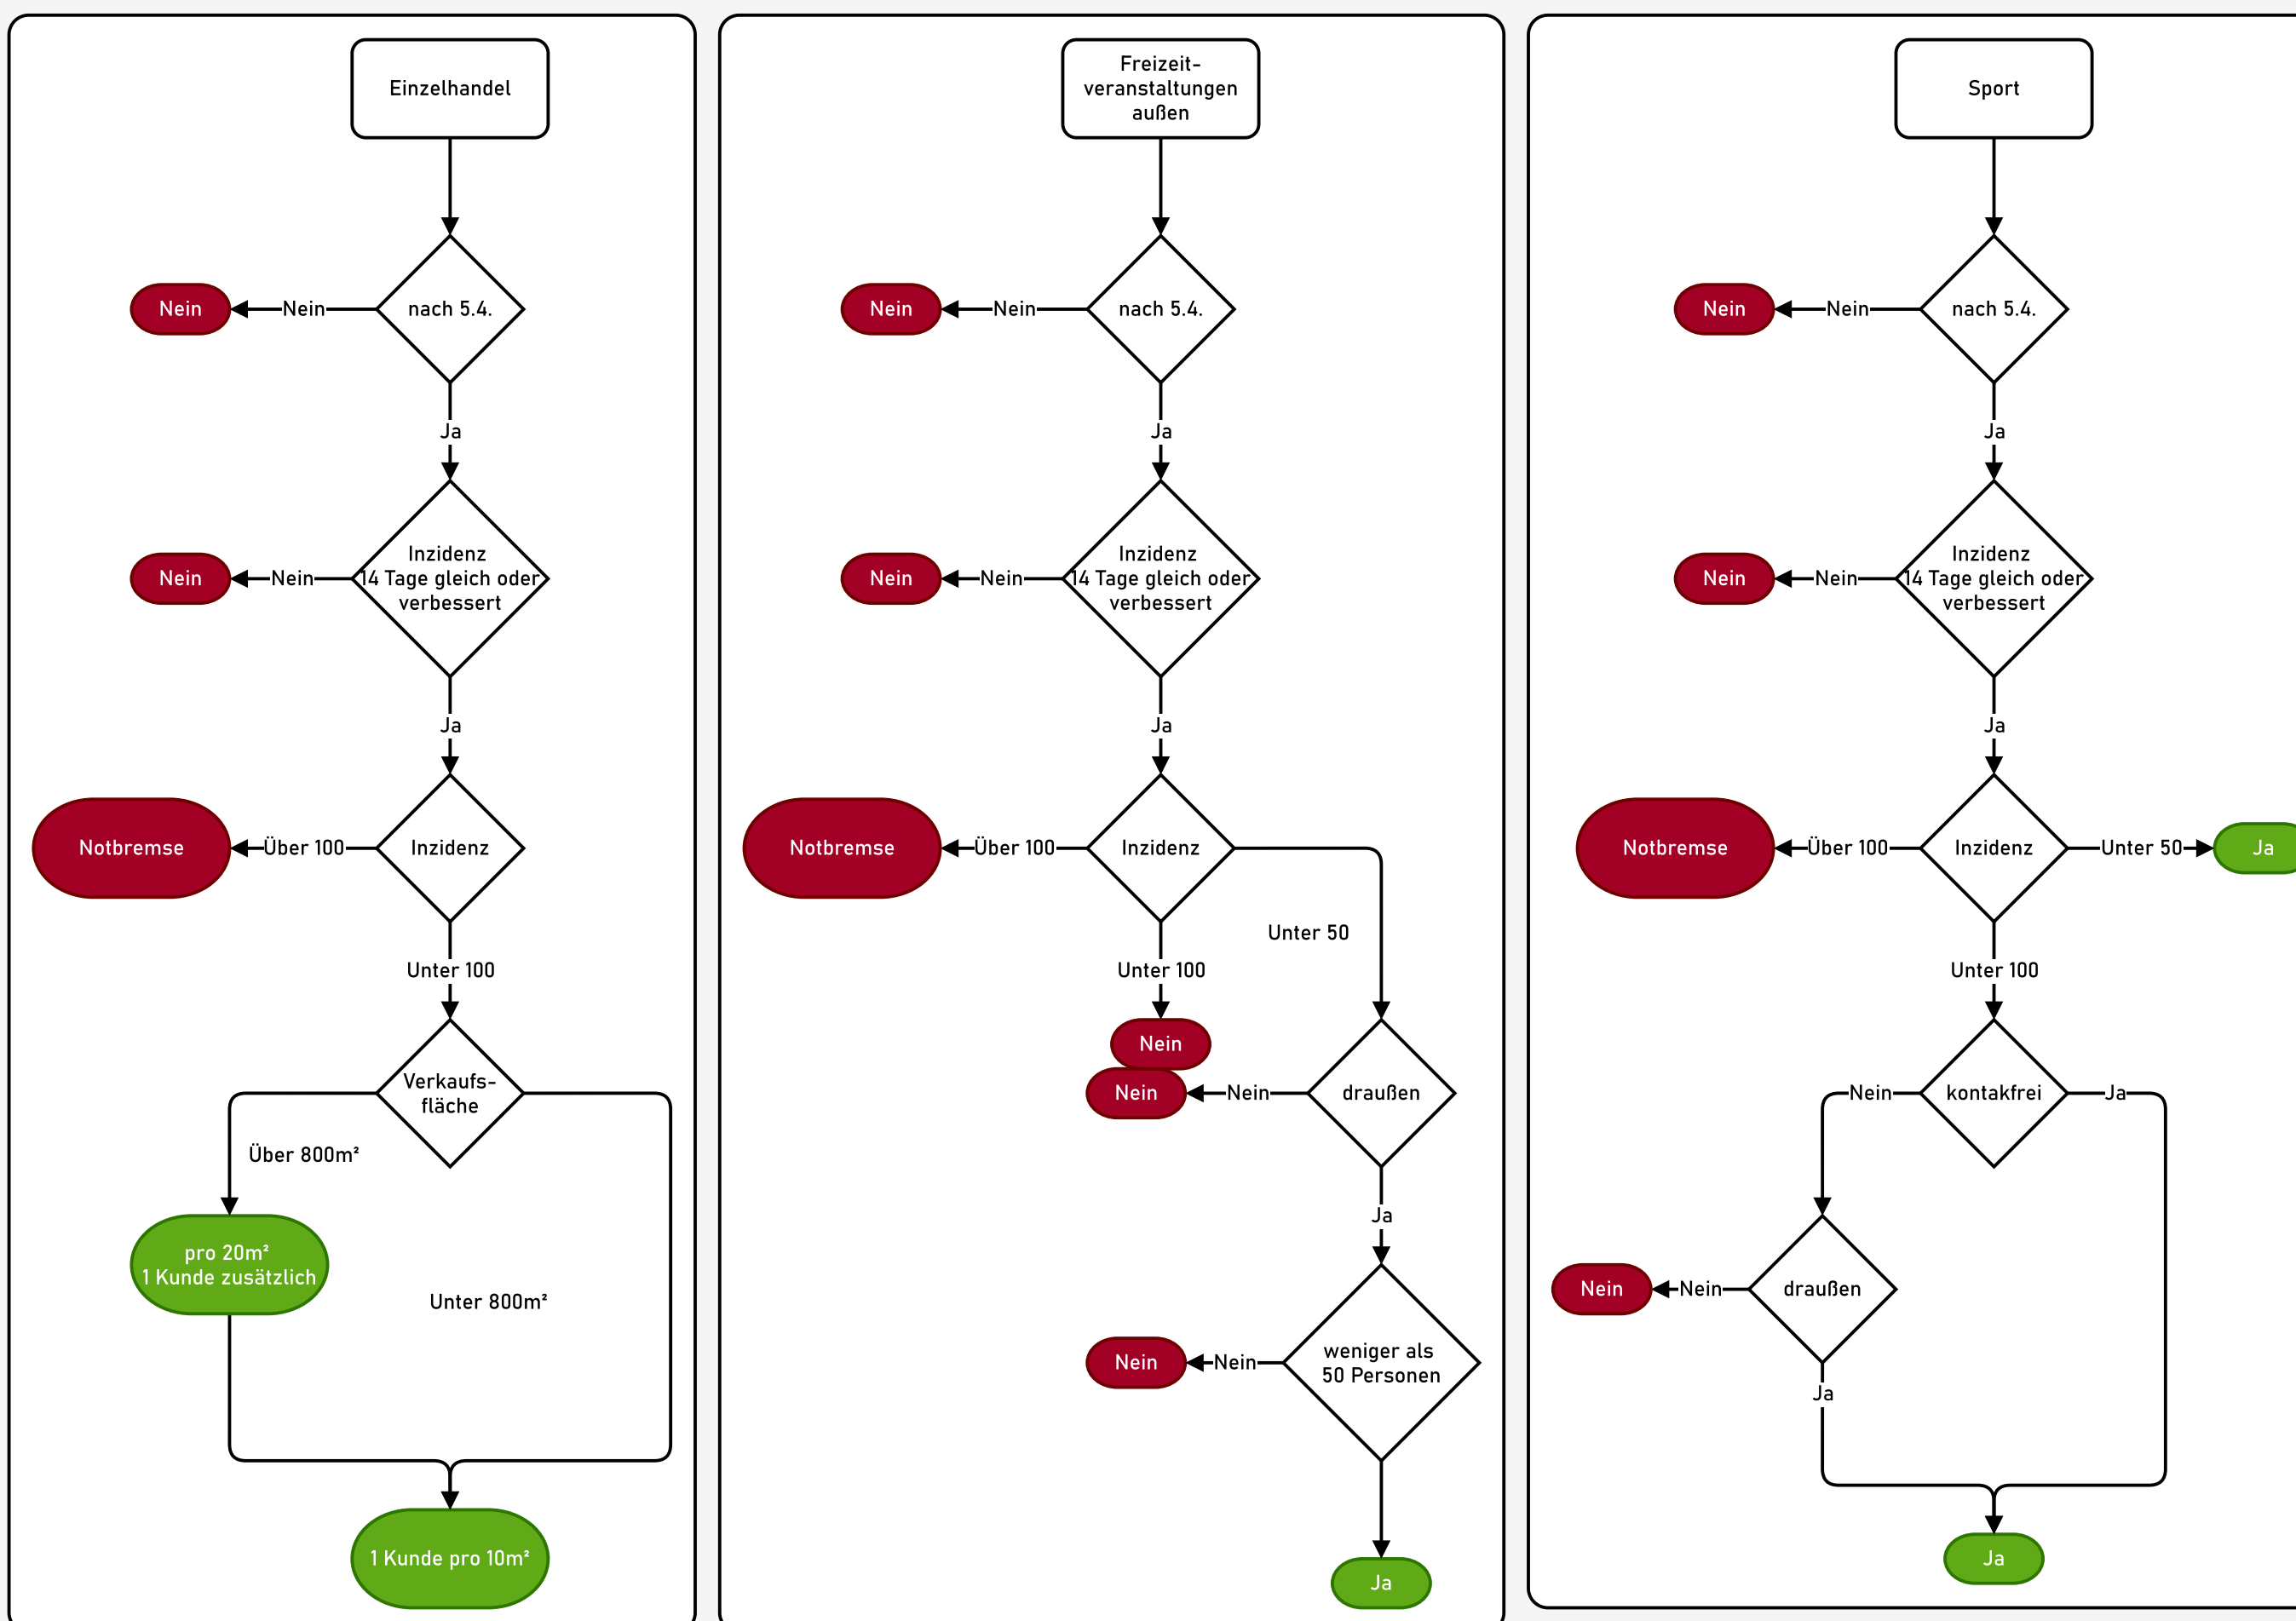 Einzelhandel
nach 5.4.
Nein
Nein
Ja
Inzidenz
14 Tage gleich oder
verbessert
Nein
Nein
Ja
Inzidenz
Über 100
Notbremse
Unter 100
Verkaufs-
fläche
Über 800m²
pro 20m²
1 Kunde zusätzlich
Unter 800m²
1 Kunde pro 10m²
Freizeit-
veranstaltungen
außen
nach 5.4.
Nein
Nein
Ja
Inzidenz
14 Tage gleich oder
verbessert
Nein
Nein
Ja
Inzidenz
Über 100
Notbremse
Unter 50
Unter 100
Nein
draußen
Nein
Nein
Ja
weniger als
50 Personen
Nein
Nein
Ja
Sport
nach 5.4.
Nein
Nein
Ja
Inzidenz
14 Tage gleich oder
verbessert
Nein
Nein
Ja
Inzidenz
Über 100
Notbremse
Unter 50
Ja
Unter 100
kontakfrei
Nein
Ja
draußen
Nein
Nein
Ja
Ja